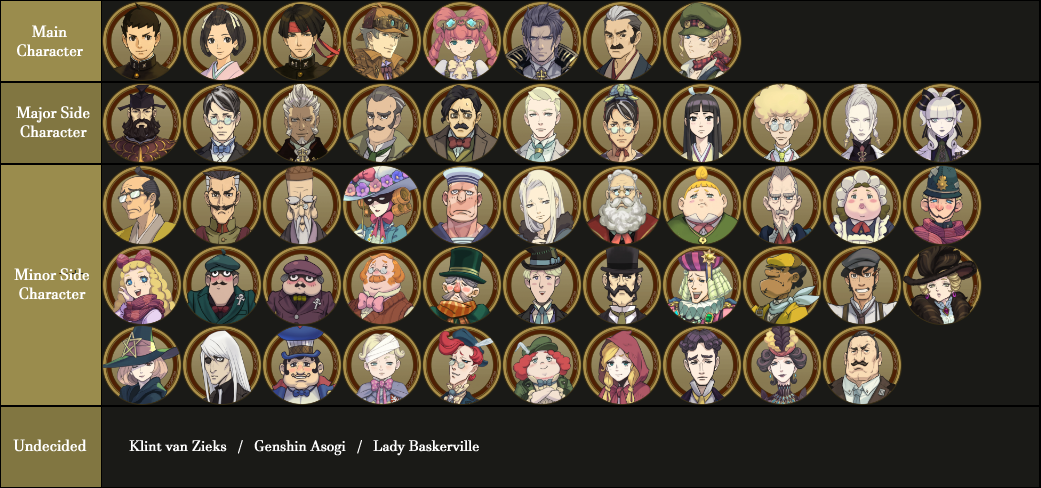 Main
Character
Major Side
Character
Minor Side
Character
Undecided
Klint van Zieks / Genshin Asogi / Lady Baskerville